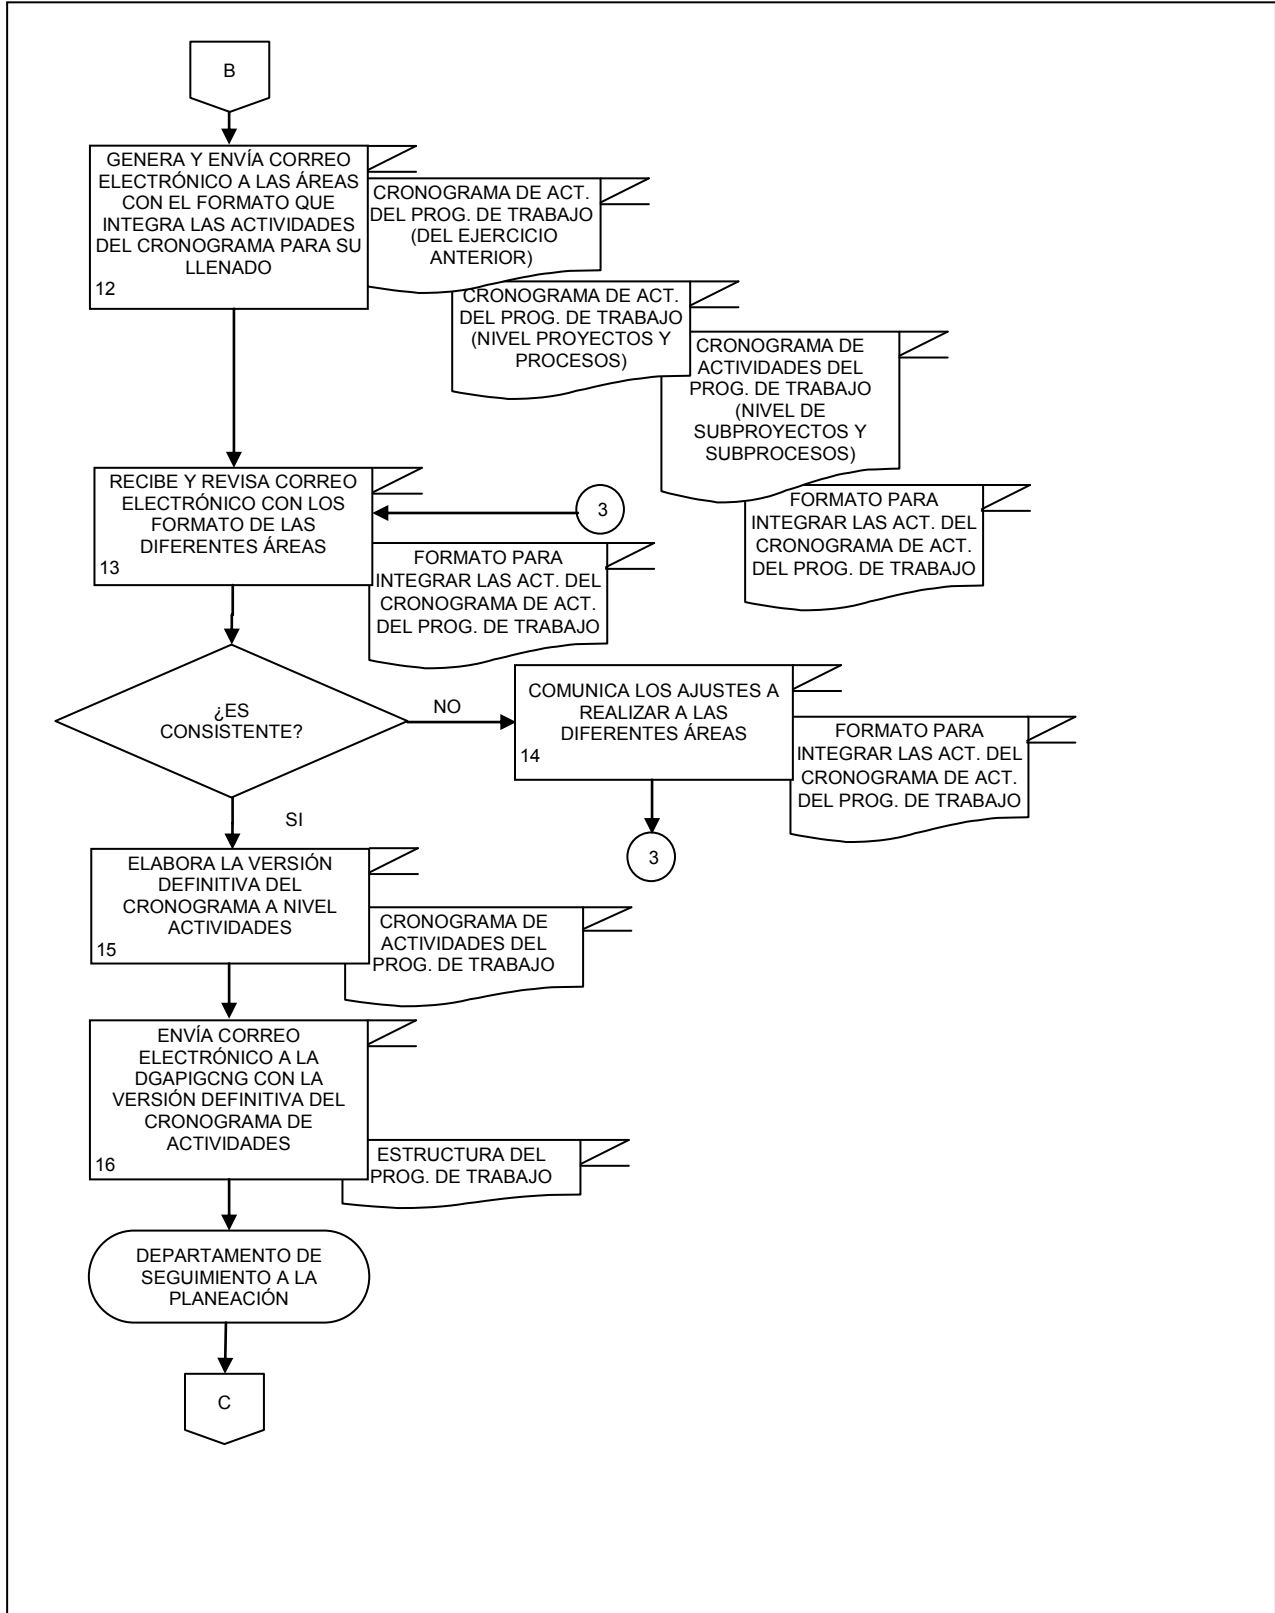 B
GENERA Y ENVÍA CORREO
ELECTRÓNICO A LAS ÁREAS
CON EL FORMATO QUE
INTEGRA LAS ACTIVIDADES
DEL CRONOGRAMA PARA SU
LLENADO
12
CRONOGRAMA DE ACT.
DEL PROG. DE TRABAJO
(DEL EJERCICIO
ANTERIOR)
CRONOGRAMA DE ACT.
DEL PROG. DE TRABAJO
(NIVEL PROYECTOS Y
PROCESOS)
CRONOGRAMA DE
ACTIVIDADES DEL
PROG. DE TRABAJO
(NIVEL DE
SUBPROYECTOS Y
SUBPROCESOS)
FORMATO PARA
INTEGRAR LAS ACT. DEL
CRONOGRAMA DE ACT.
DEL PROG. DE TRABAJO
RECIBE Y REVISA CORREO
ELECTRÓNICO CON LOS
FORMATO DE LAS
DIFERENTES ÁREAS
13
3
FORMATO PARA
INTEGRAR LAS ACT. DEL
CRONOGRAMA DE ACT.
DEL PROG. DE TRABAJO
¿ES
CONSISTENTE?
NO
COMUNICA LOS AJUSTES A
REALIZAR A LAS
DIFERENTES ÁREAS
14
FORMATO PARA
INTEGRAR LAS ACT. DEL
CRONOGRAMA DE ACT.
DEL PROG. DE TRABAJO
3
SI
ELABORA LA VERSIÓN
DEFINITIVA DEL
CRONOGRAMA A NIVEL
ACTIVIDADES
15
CRONOGRAMA DE
ACTIVIDADES DEL
PROG. DE TRABAJO
ENVÍA CORREO
ELECTRÓNICO A LA
DGAPIGCNG CON LA
VERSIÓN DEFINITIVA DEL
CRONOGRAMA DE
ACTIVIDADES
16
ESTRUCTURA DEL
PROG. DE TRABAJO
DEPARTAMENTO DE
SEGUIMIENTO A LA
PLANEACIÓN
C